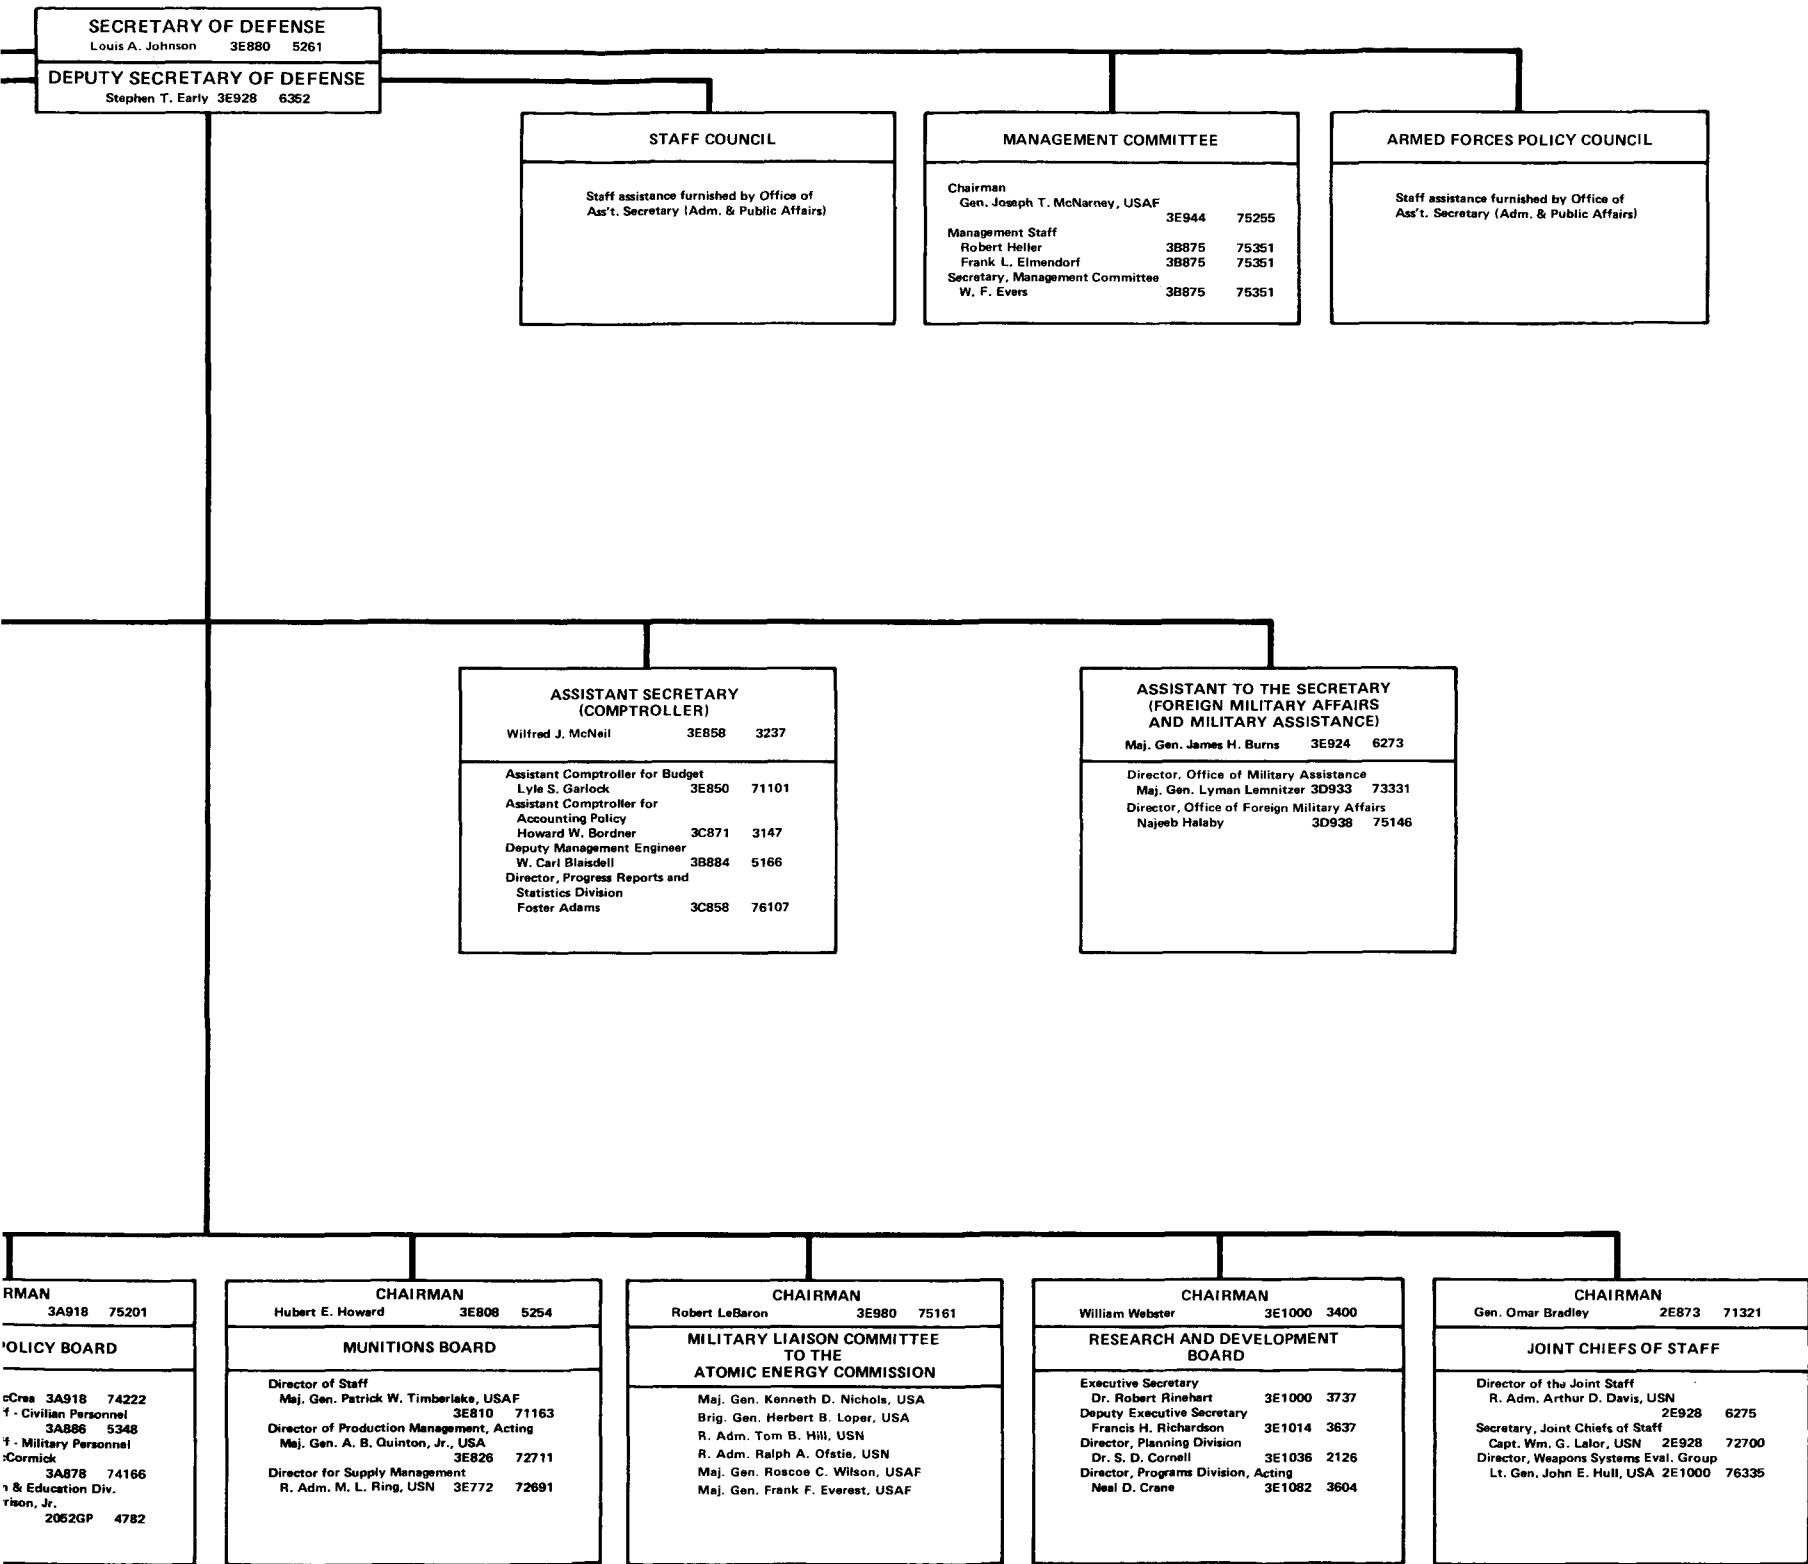 SECRETARY OF DEFENSE
Louis A. Johnson 3E880 5261
DEPUTY SECRETARY OF DEFENSE
Stephen T. Early 3E928 6352
STAFF COUNCIL
Staff assistance furnished by Office of
Ass't. Secretary (Adm. & Public Affairs)
MANAGEMENT COMMITTEE
Chairman
Gen. Joseph T. McNarney, USAF
3E944 75255
Management Staff
Robert Heller 3B875 75351
Frank L. Elmendorf 3B875 75351
Secretary, Management Committee
W. F. Evers 3B875 75351
ARMED FORCES POLICY COUNCIL
Staff assistance furnished by Office of
Ass't. Secretary (Adm. & Public Affairs)
ASSISTANT SECRETARY
(COMPTROLLER)
Wilfred J. McNeil 3E858 3237
Assistant Comptroller for Budget
Lyle S. Garlock 3E850 71101
Assistant Comptroller for
Accounting Policy
Howard W. Bordner 3C871 3147
Deputy Management Engineer
W. Carl Blaisdell 3B884 5166
Director, Progress Reports and
Statistics Division
Foster Adams 3C858 76107
ASSISTANT TO THE SECRETARY
(FOREIGN MILITARY AFFAIRS
AND MILITARY ASSISTANCE)
Maj. Gen. James H. Burns 3E924 6273
Director, Office of Military Assistance
Maj. Gen. Lyman Lemnitzer 3D933 73331
Director, Office of Foreign Military Affairs
Najeeb Halaby 3D938 75146
RMAN
3A918 75201
POLICY BOARD
cCrea 3A918 74222
f - Civilian Personnel
3A886 5348
f - Military Personnel
cCormick
3A878 74166
& Education Div.
rison, Jr.
2052GP 4782
CHAIRMAN
Hubert E. Howard 3E808 5254
MUNITIONS BOARD
Director of Staff
Maj. Gen. Patrick W. Timberlake, USAF
3E810 71163
Director of Production Management, Acting
Maj. Gen. A. B. Quinton, Jr., USA
3E826 72711
Director for Supply Management
R. Adm. M. L. Ring, USN 3E772 72691
CHAIRMAN
Robert LeBaron 3E980 75161
MILITARY LIAISON COMMITTEE
TO THE
ATOMIC ENERGY COMMISSION
Maj. Gen. Kenneth D. Nichols, USA
Brig. Gen. Herbert B. Loper, USA
R. Adm. Tom B. Hill, USN
R. Adm. Ralph A. Ofstie, USN
Maj. Gen. Roscoe C. Wilson, USAF
Maj. Gen. Frank F. Everest, USAF
CHAIRMAN
William Webster 3E1000 3400
RESEARCH AND DEVELOPMENT
BOARD
Executive Secretary
Dr. Robert Rinehart 3E1000 3737
Deputy Executive Secretary
Francis H. Richardson 3E1014 3637
Director, Planning Division
Dr. S. D. Cornell 3E1036 2126
Director, Programs Division, Acting
Neal D. Crane 3E1082 3604
CHAIRMAN
Gen. Omar Bradley 2E873 71321
JOINT CHIEFS OF STAFF
Director of the Joint Staff
R. Adm. Arthur D. Davis, USN
2E928 6275
Secretary, Joint Chiefs of Staff
Capt. Wm. G. Lalor, USN 2E928 72700
Director, Weapons Systems Eval. Group
Lt. Gen. John E. Hull, USA 2E1000 76335